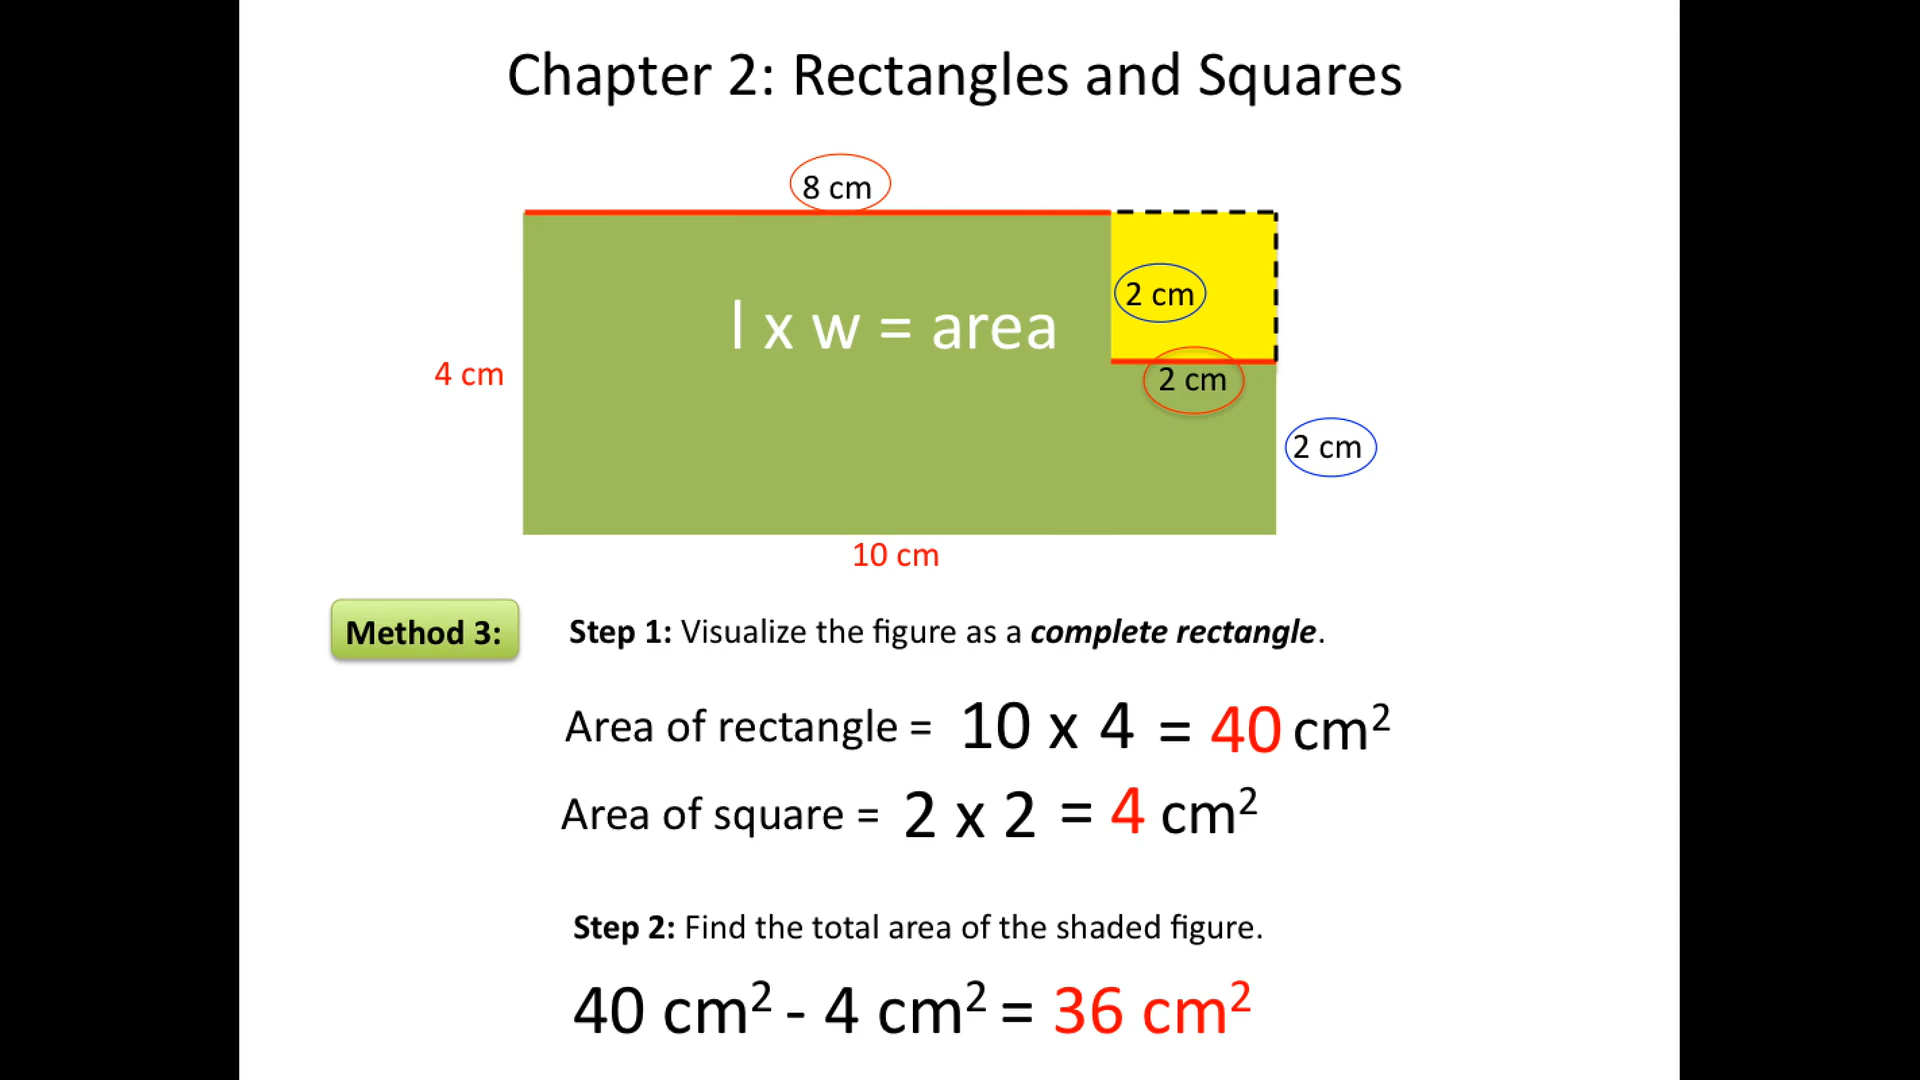 Chapter 2: Rectangles and Squares
8 cm
2 cm
l x w = area
4 cm
2 cm
2 cm
10 cm
Method 3:
Step 1: Visualize the figure as a complete rectangle.
Area of rectangle = 10 x 4 = 40 cm²
Area of square = 2 x 2 = 4 cm²
Step 2: Find the total area of the shaded figure.
40 cm² - 4 cm² = 36 cm²